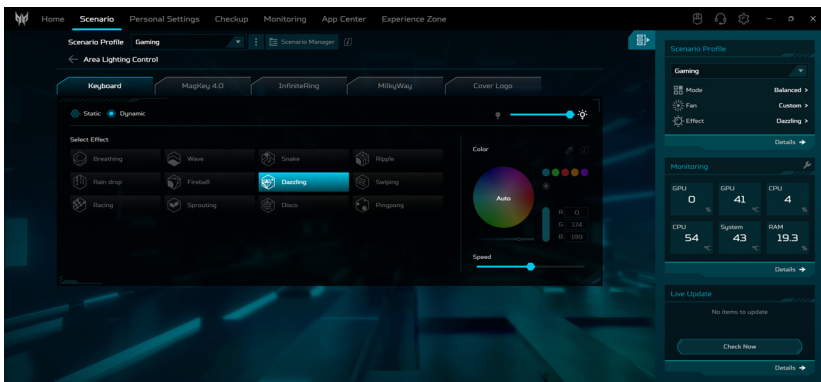 Home Scenario Personal Settings Checkup Monitoring App Center Experience Zone
Scenario Profile Gaming Scenario Manager
Area Lighting Control
Keyboard MagKey 4.0 InfiniteRing MilkyWay Cover Logo
Static Dynamic
Select Effect
Breathing Wave Snake Ripple
Rain drop Fireball Dazzling Swiping
Racing Sprouting Disco Pingpong
Color
Auto
R 0
G 174
B 199
Speed
Scenario Profile
Gaming
Mode Balanced >
Fan Custom >
Effect Dazzling >
Details →
Monitoring
GPU GPU CPU
0 % 41 °C 4 %
CPU System RAM
54 °C 43 °C 19.3 %
Details →
Live Update
No items to update
Check Now
Details →